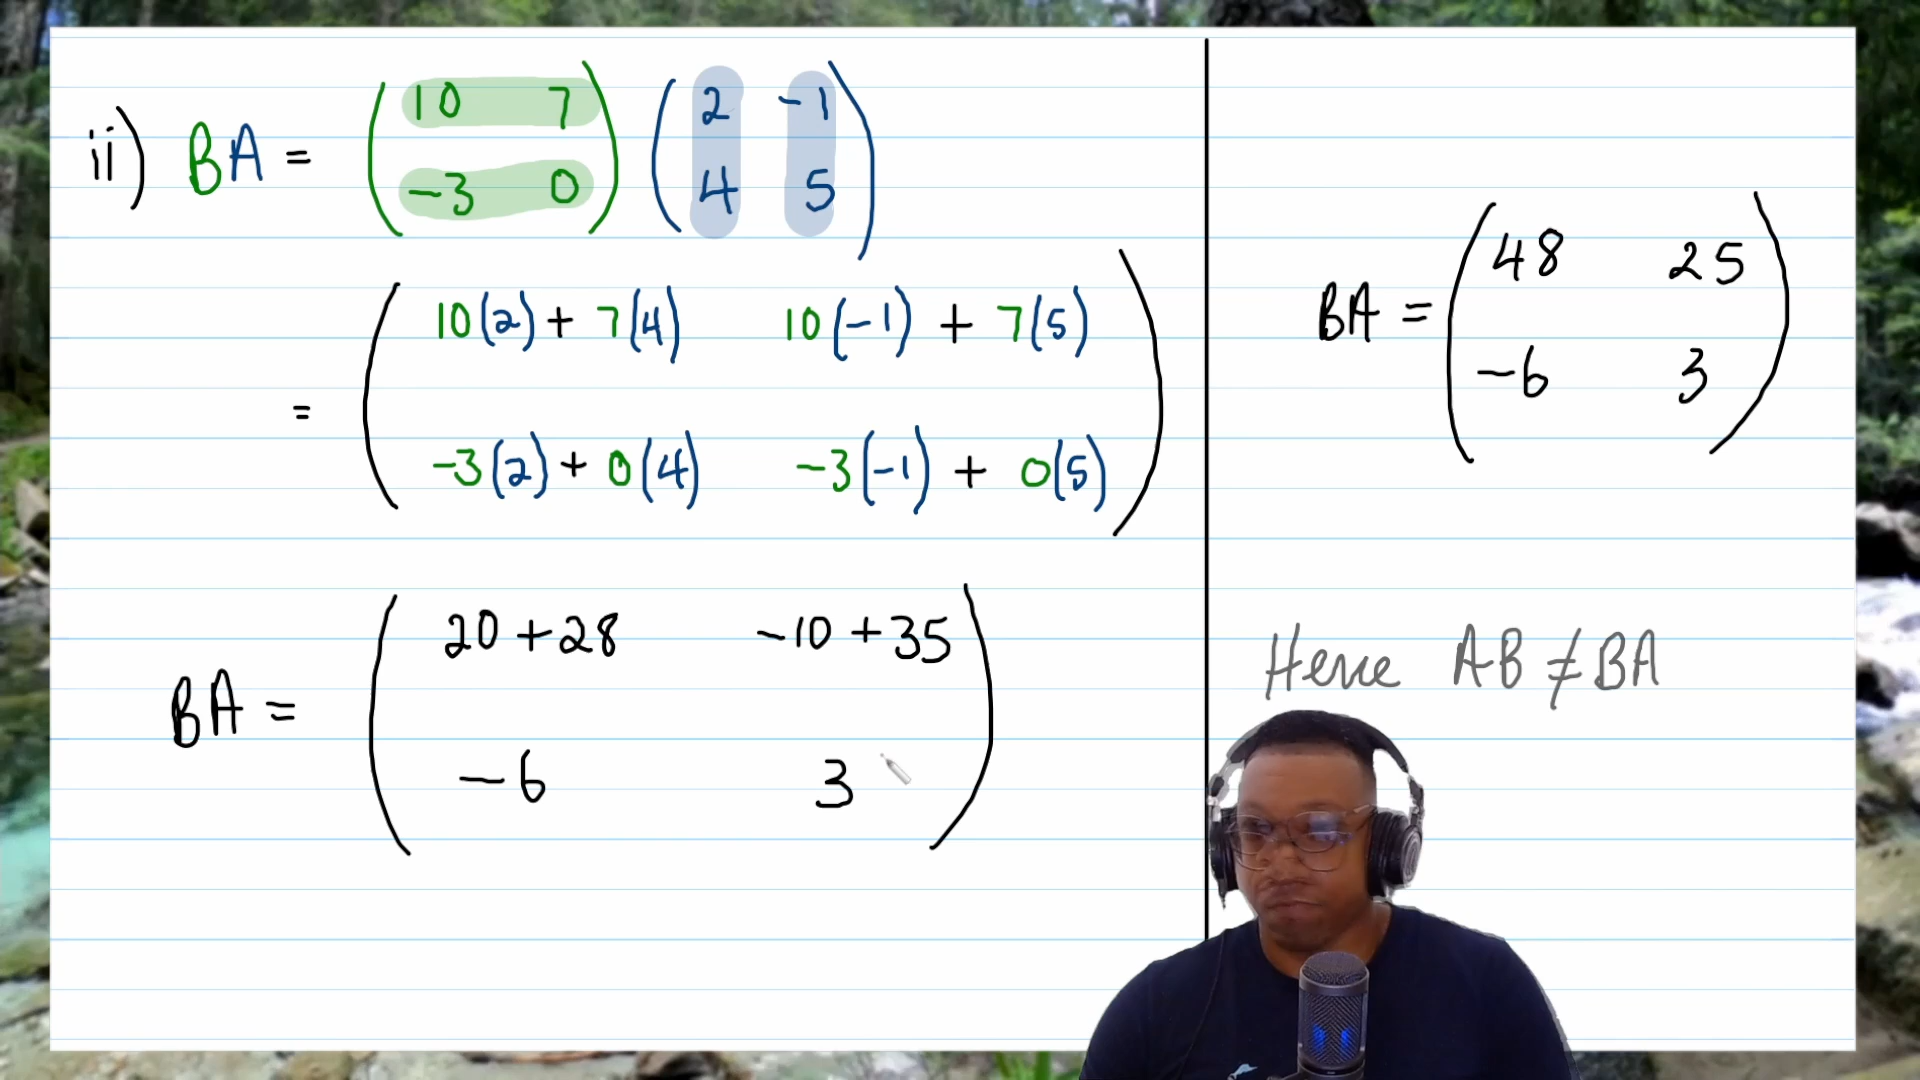 ii) BA = (10 7) (2 -1)
(-3 0) (4 5)
= (10(2) + 7(4) 10(-1) + 7(5))
(-3(2) + 0(4) -3(-1) + 0(5))
BA = (20 + 28 -10 + 35)
(-6 3)
BA = (48 25)
(-6 3)
Hence AB ≠ BA